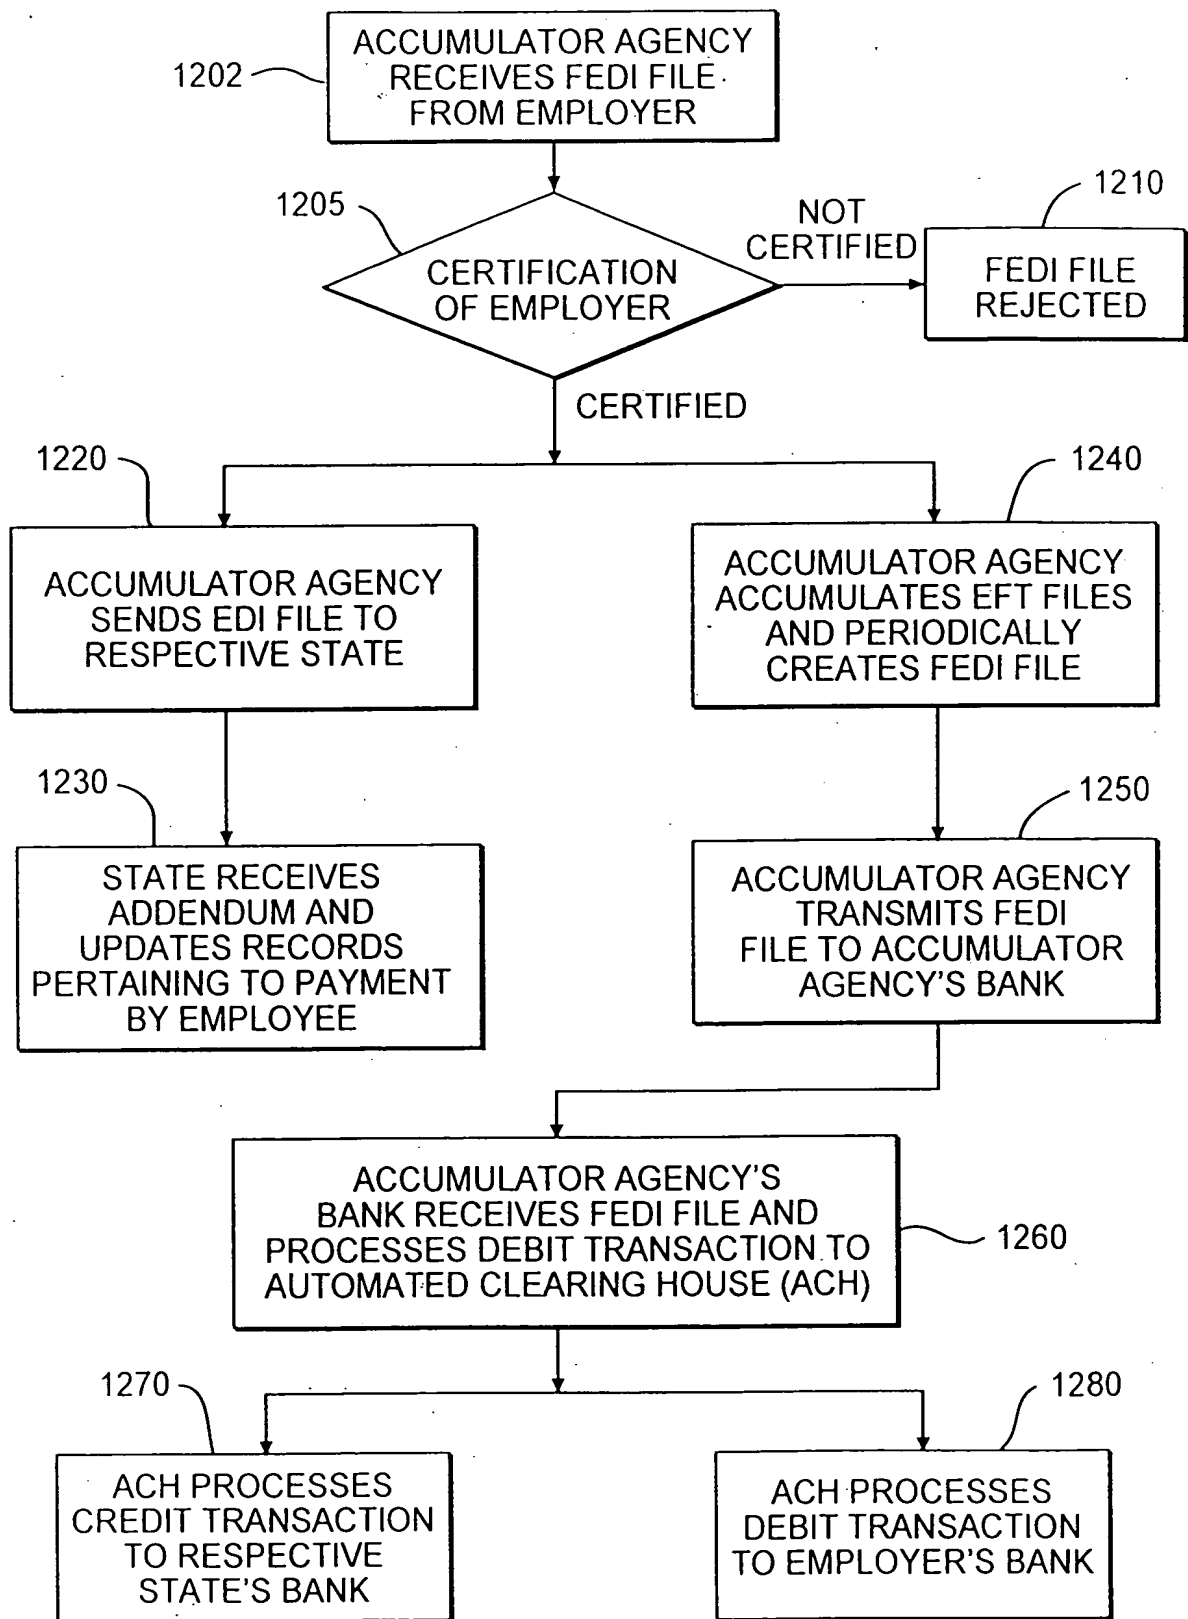 ACCUMULATOR AGENCY
RECEIVES FEDI FILE
FROM EMPLOYER
1202
1205
CERTIFICATION
OF EMPLOYER
NOT
CERTIFIED
1210
FEDI FILE
REJECTED
CERTIFIED
1220
ACCUMULATOR AGENCY
SENDS EDI FILE TO
RESPECTIVE STATE
1240
ACCUMULATOR AGENCY
ACCUMULATES EFT FILES
AND PERIODICALLY
CREATES FEDI FILE
1230
STATE RECEIVES
ADDENDUM AND
UPDATES RECORDS
PERTAINING TO PAYMENT
BY EMPLOYEE
1250
ACCUMULATOR AGENCY
TRANSMITS FEDI
FILE TO ACCUMULATOR
AGENCY'S BANK
ACCUMULATOR AGENCY'S
BANK RECEIVES FEDI FILE AND
PROCESSES DEBIT TRANSACTION TO
AUTOMATED CLEARING HOUSE (ACH)
1260
1270
ACH PROCESSES
CREDIT TRANSACTION
TO RESPECTIVE
STATE'S BANK
1280
ACH PROCESSES
DEBIT TRANSACTION
TO EMPLOYER'S BANK